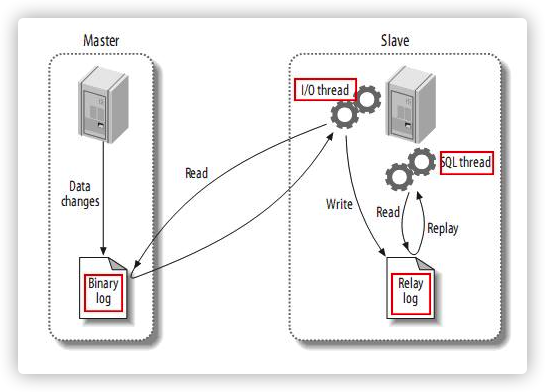 Master
Slave
I/O thread
SQL thread
Read
Data
changes
Write
Read
Replay
Binary
log
Relay
log